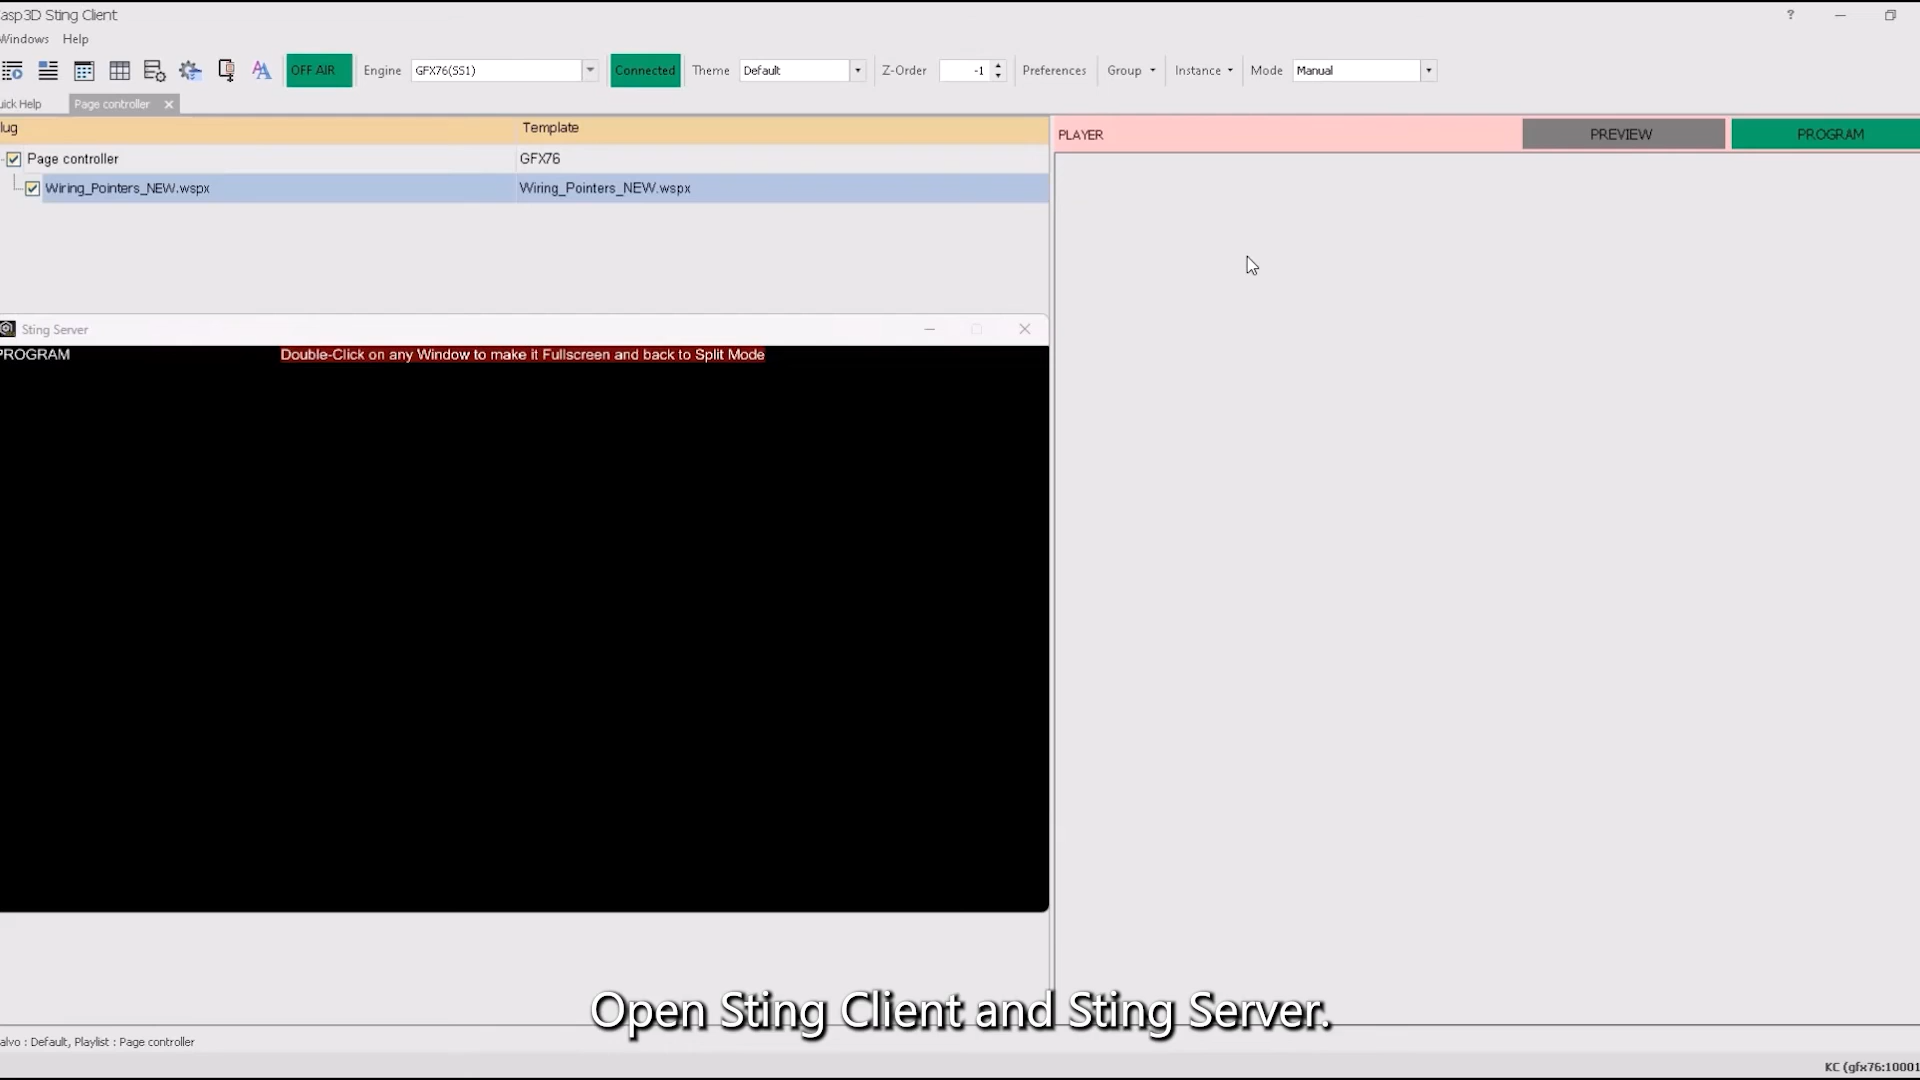 asp3D Sting Client
?
Windows Help
OFF AIR Engine GFX76(SS1) Connected Theme Default Z-Order -1 Preferences Group Instance Mode Manual
uick Help Page controller
lug Template
PLAYER PREVIEW PROGRAM
Page controller GFX76
Wiring_Pointers_NEW.wspx Wiring_Pointers_NEW.wspx
Sting Server
PROGRAM Double-Click on any Window to make it Fullscreen and back to Split Mode
Open Sting Client and Sting Server.
alvo : Default, Playlist : Page controller
KC (gfx76:10001